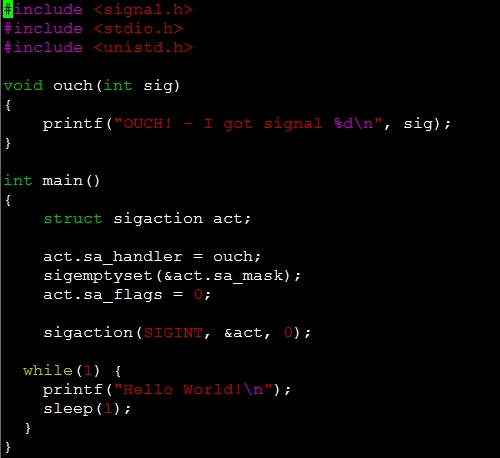 #include <signal.h>
#include <stdio.h>
#include <unistd.h>
void ouch(int sig)
{
    printf("OUCH! - I got signal %d\n", sig);
}
int main()
{
    struct sigaction act;
    act.sa_handler = ouch;
    sigemptyset(&act.sa_mask);
    act.sa_flags = 0;
    sigaction(SIGINT, &act, 0);
  while(1) {
    printf("Hello World!\n");
    sleep(1);
  }
}